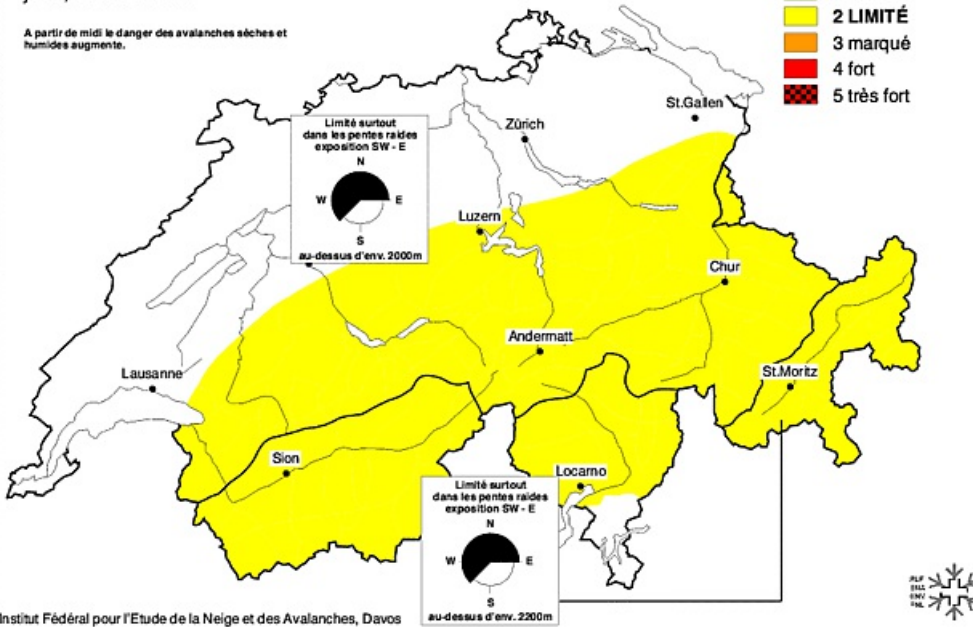 A partir de midi le danger des avalanches sèches et
humides augmente.
2 LIMITÉ
3 marqué
4 fort
5 très fort
St.Gallen
Zürich
Limité surtout
dans les pentes raides
exposition SW - E
N
W
E
S
au-dessus d'env. 2000m
Luzern
Chur
Andermatt
Lausanne
St.Moritz
Sion
Locarno
Limité surtout
dans les pentes raides
exposition SW - E
N
W
E
S
au-dessus d'env. 2200m
Institut Fédéral pour l'Etude de la Neige et des Avalanches, Davos